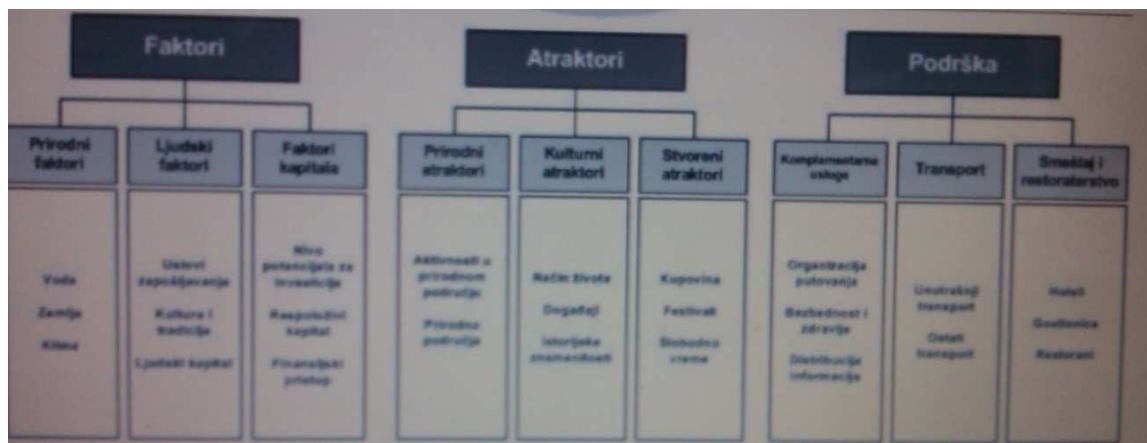 Faktori
Prirodni
faktori
Ljudski
faktori
Faktori
kapitala
Voda
Zemlja
Klima
Uslovi
zapošljavanja
Kultura i
tradicija
Ljudski kapital
Nivo
potencijala za
investicije
Raspoloživi
kapital
Finansijski
pristup
Atraktori
Prirodni
atraktori
Kulturni
atraktori
Stvoreni
atraktori
Aktivnosti u
prirodnom
području
Prirodno
područje
Način života
Događaji
Istorijske
znamenitosti
Kupovina
Festivali
Slobodno
vreme
Podrška
Komplementarne
usluge
Transport
Smeštaj i
restoraterstvo
Organizacija
putovanja
Bezbednost i
zdravlje
Distribucija
informacija
Unutrašnji
transport
Ostali
transport
Hoteli
Gostionice
Restorani